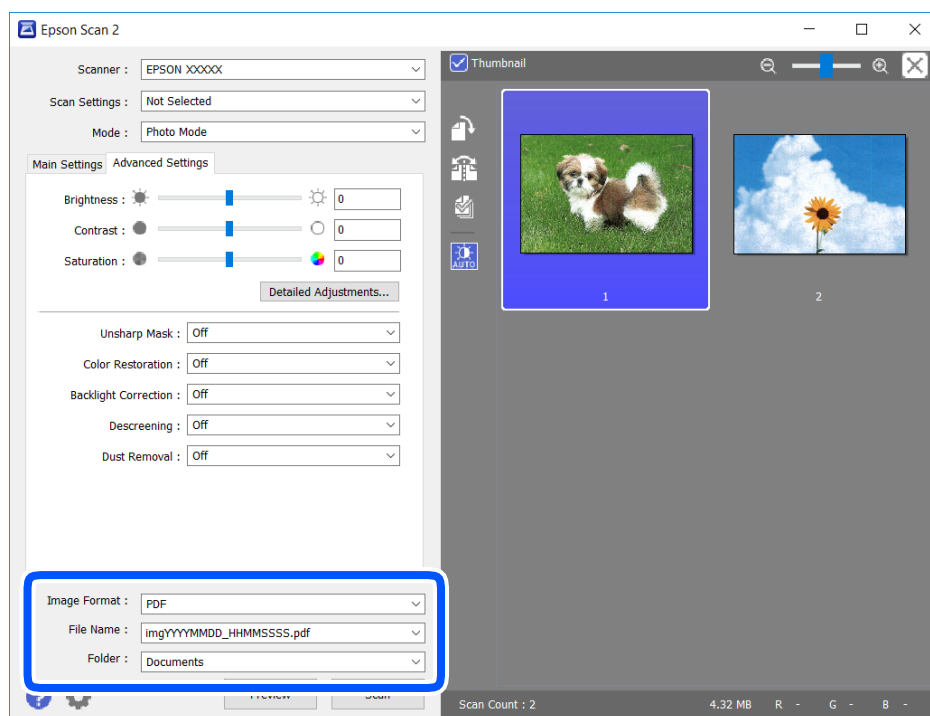 Epson Scan 2
Scanner : EPSON XXXXX
Scan Settings : Not Selected
Mode : Photo Mode
Main Settings Advanced Settings
Brightness : 0
Contrast : 0
Saturation : 0
Detailed Adjustments...
Unsharp Mask : Off
Color Restoration : Off
Backlight Correction : Off
Descreening : Off
Dust Removal : Off
Image Format : PDF
File Name : imgYYYYMMDD_HHMMSSSS.pdf
Folder : Documents
Preview Scan
Thumbnail
AUTO
1
2
Scan Count : 2 4.32 MB R - G - B -